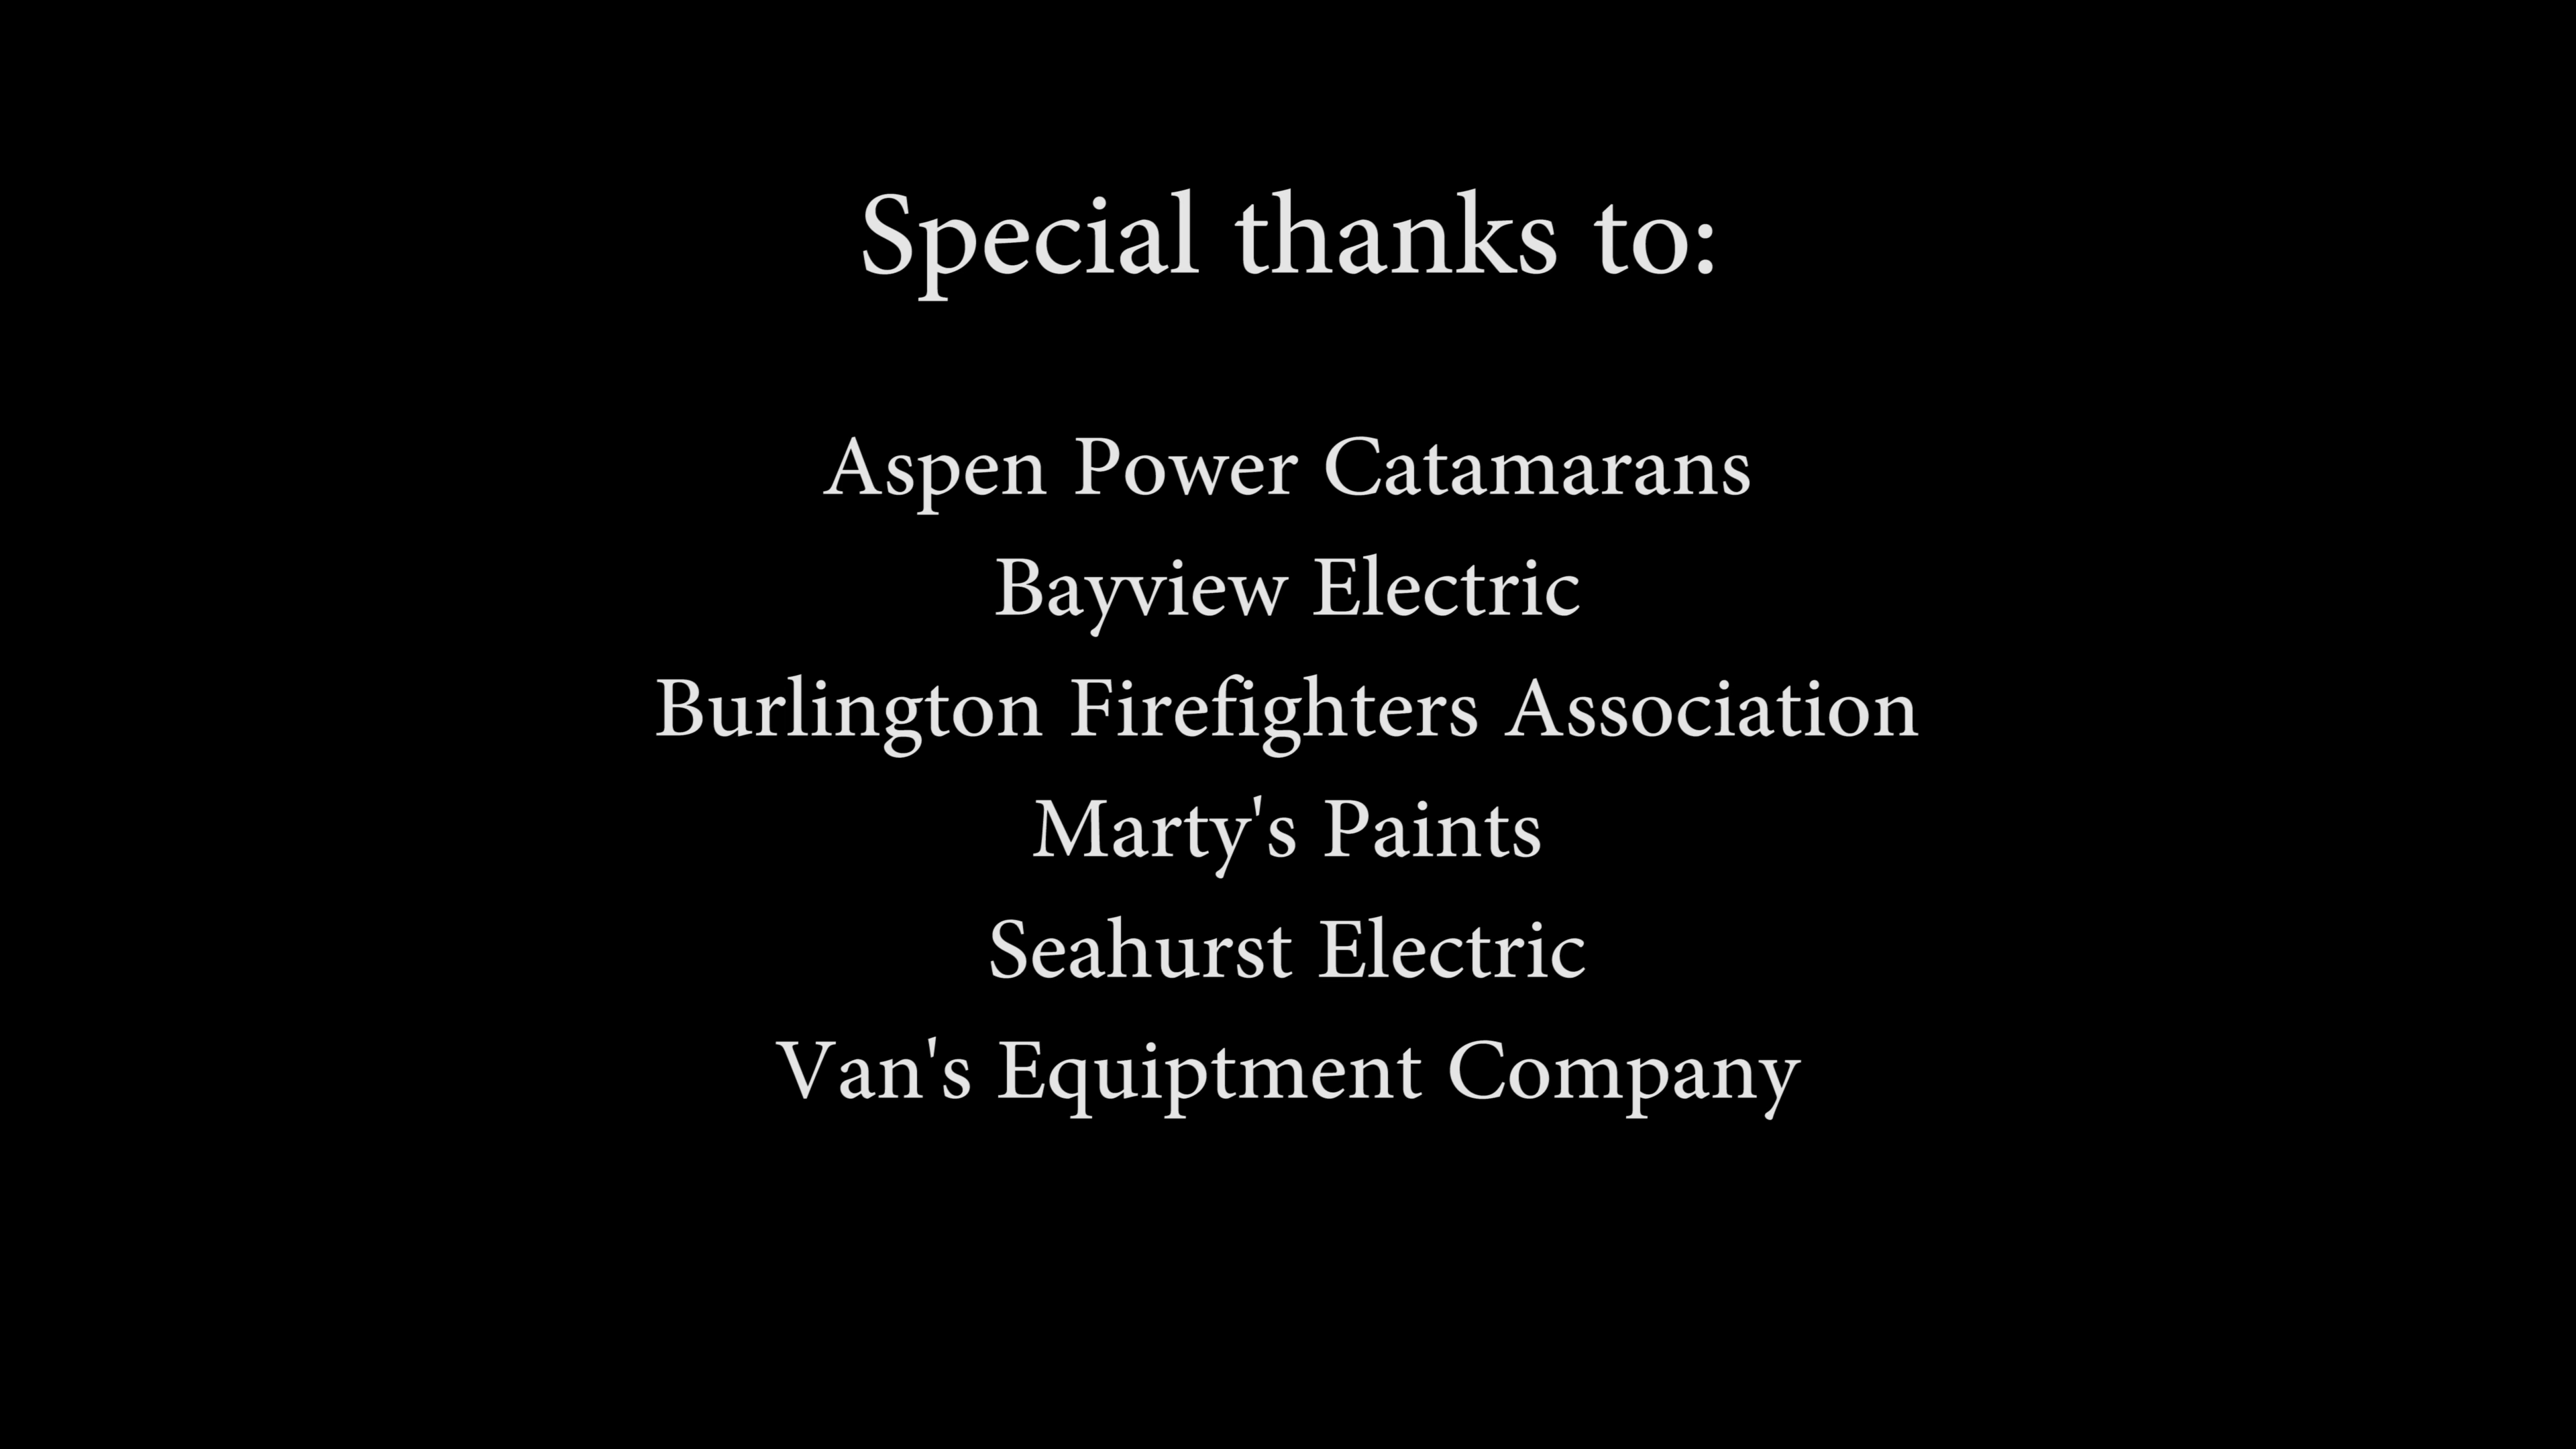 Special thanks to:
Aspen Power Catamarans
Bayview Electric
Burlington Firefighters Association
Marty's Paints
Seahurst Electric
Van's Equiptment Company